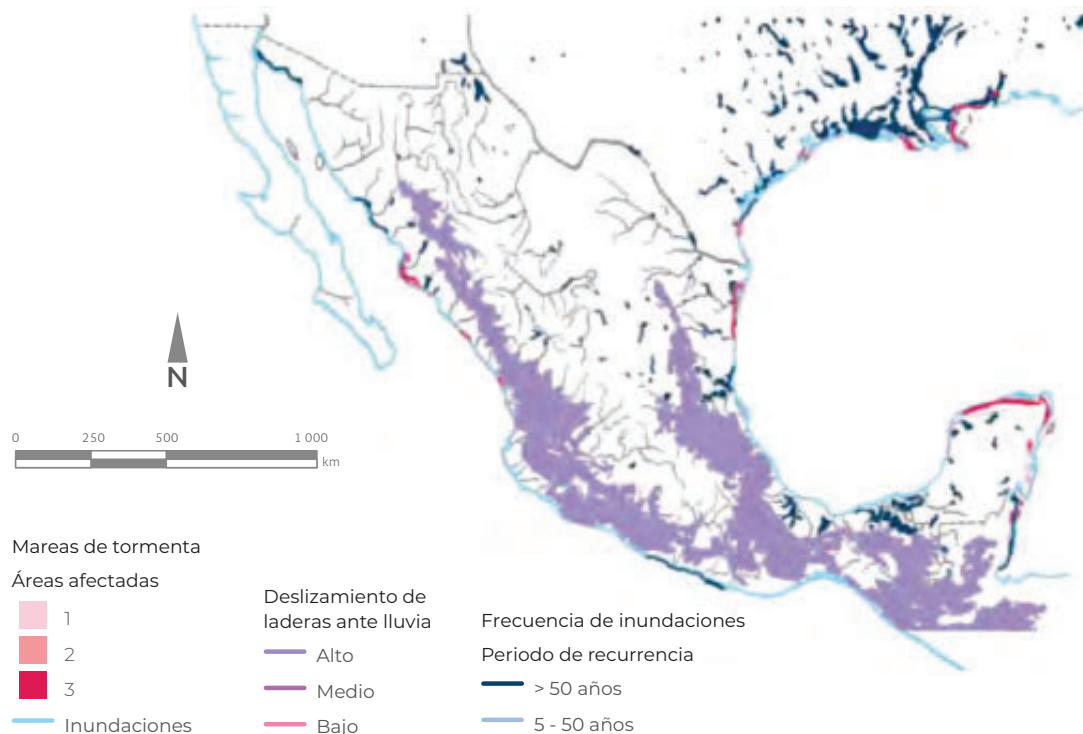 N
0 250 500 1 000
km
Mareas de tormenta
Áreas afectadas
1
2
3
Inundaciones
Deslizamiento de
laderas ante lluvia
Alto
Medio
Bajo
Frecuencia de inundaciones
Periodo de recurrencia
> 50 años
5 - 50 años